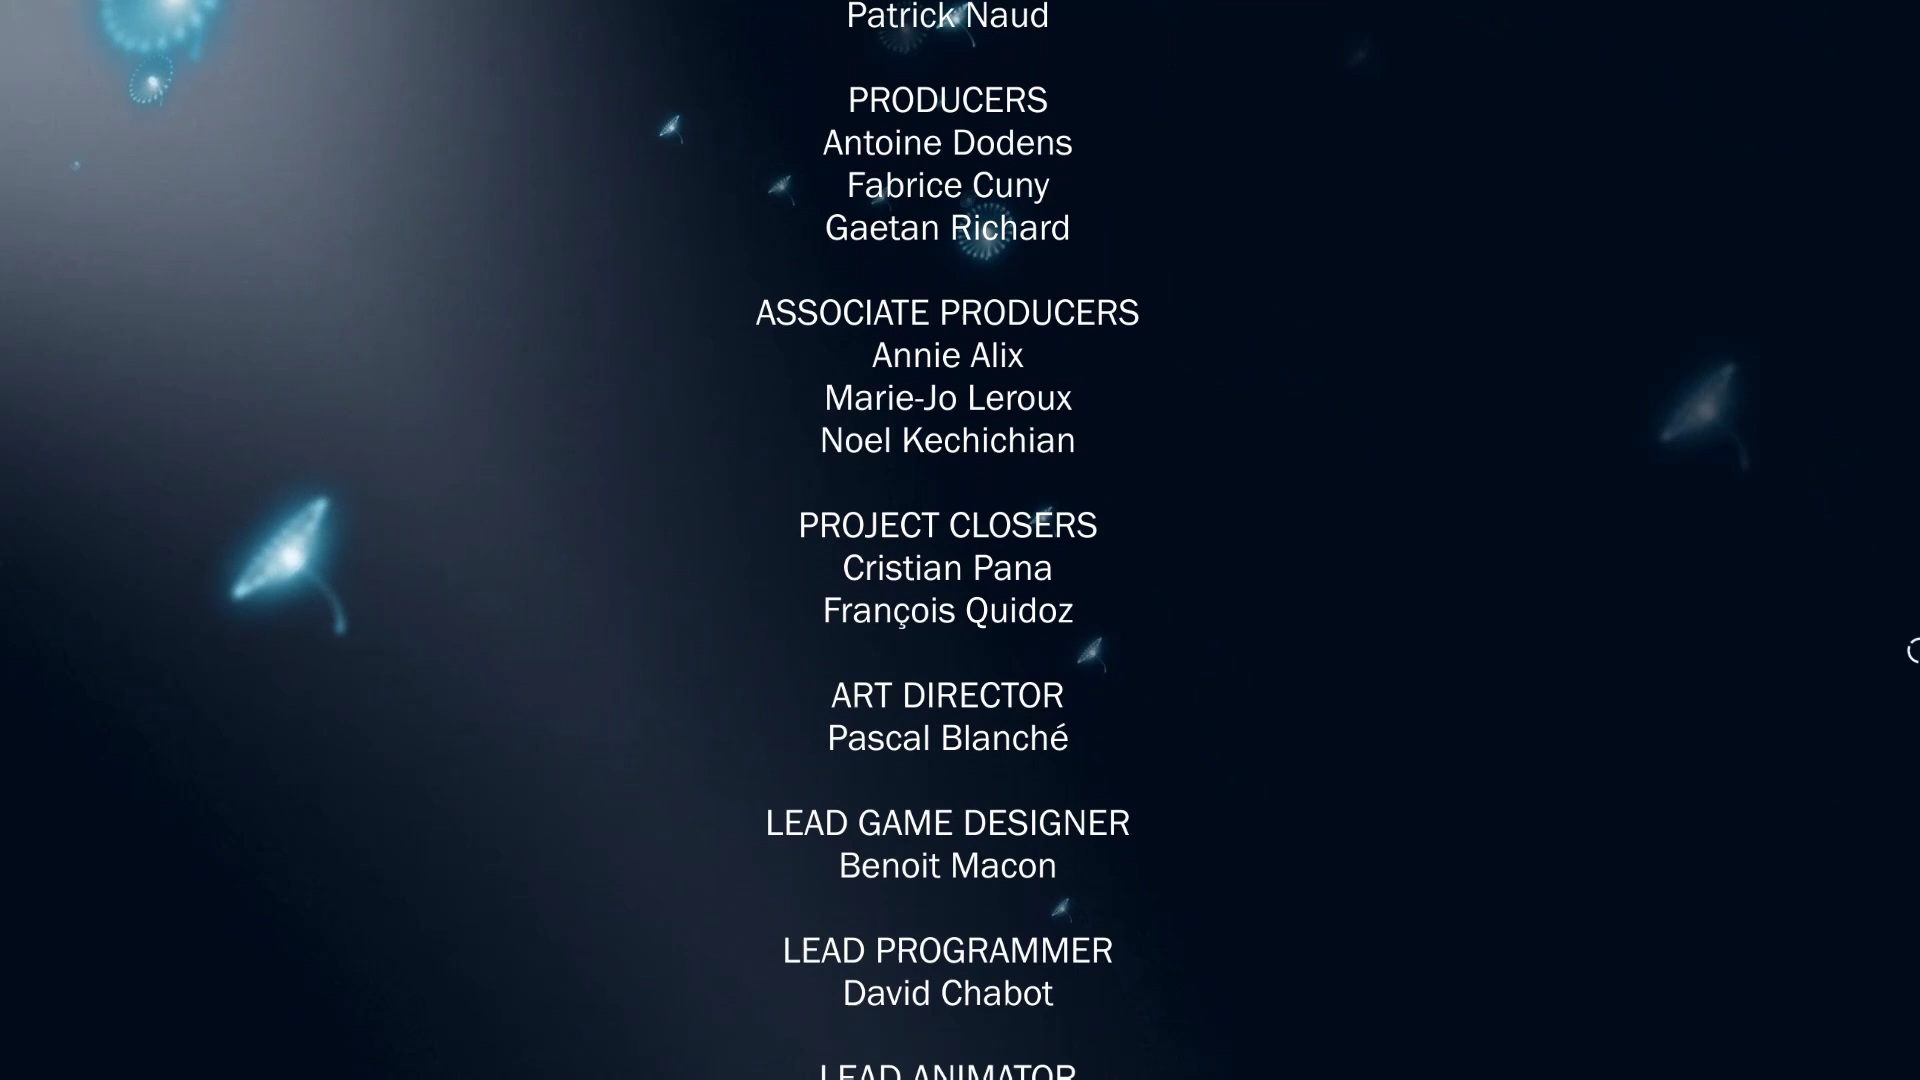 Patrick Naud
PRODUCERS
Antoine Dodens
Fabrice Cuny
Gaetan Richard
ASSOCIATE PRODUCERS
Annie Alix
Marie-Jo Leroux
Noel Kechichian
PROJECT CLOSERS
Cristian Pana
François Quidoz
ART DIRECTOR
Pascal Blanché
LEAD GAME DESIGNER
Benoit Macon
LEAD PROGRAMMER
David Chabot
LEAD ANIMATOR